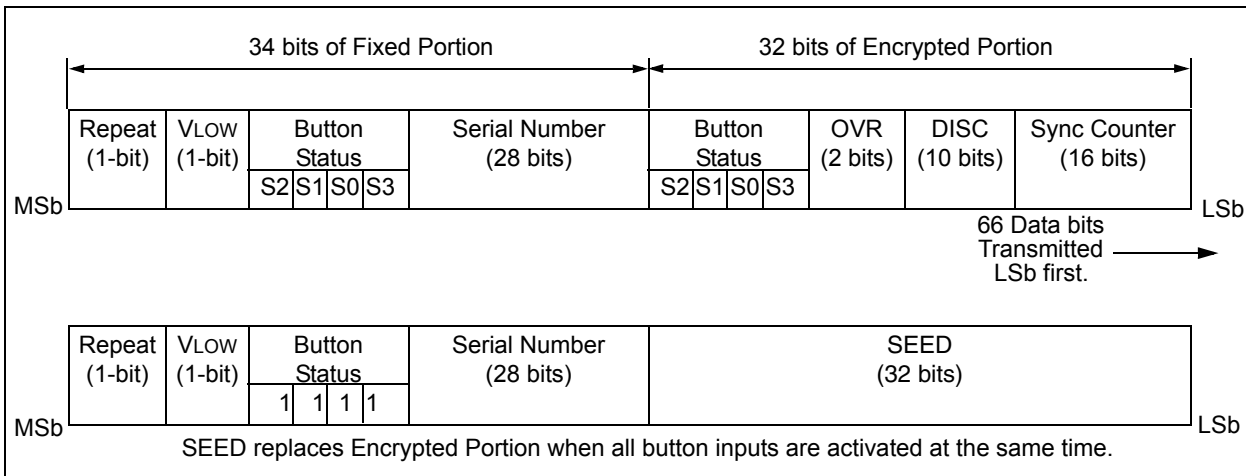 34 bits of Fixed Portion 32 bits of Encrypted Portion
Repeat VLOW Button Serial Number Button OVR DISC Sync Counter
(1-bit) (1-bit) Status (28 bits) Status (2 bits) (10 bits) (16 bits)
S2 S1 S0 S3 S2 S1 S0 S3
MSb LSb
66 Data bits
Transmitted
LSb first.
Repeat VLOW Button Serial Number SEED
(1-bit) (1-bit) Status (28 bits) (32 bits)
1 1 1 1
MSb LSb
SEED replaces Encrypted Portion when all button inputs are activated at the same time.